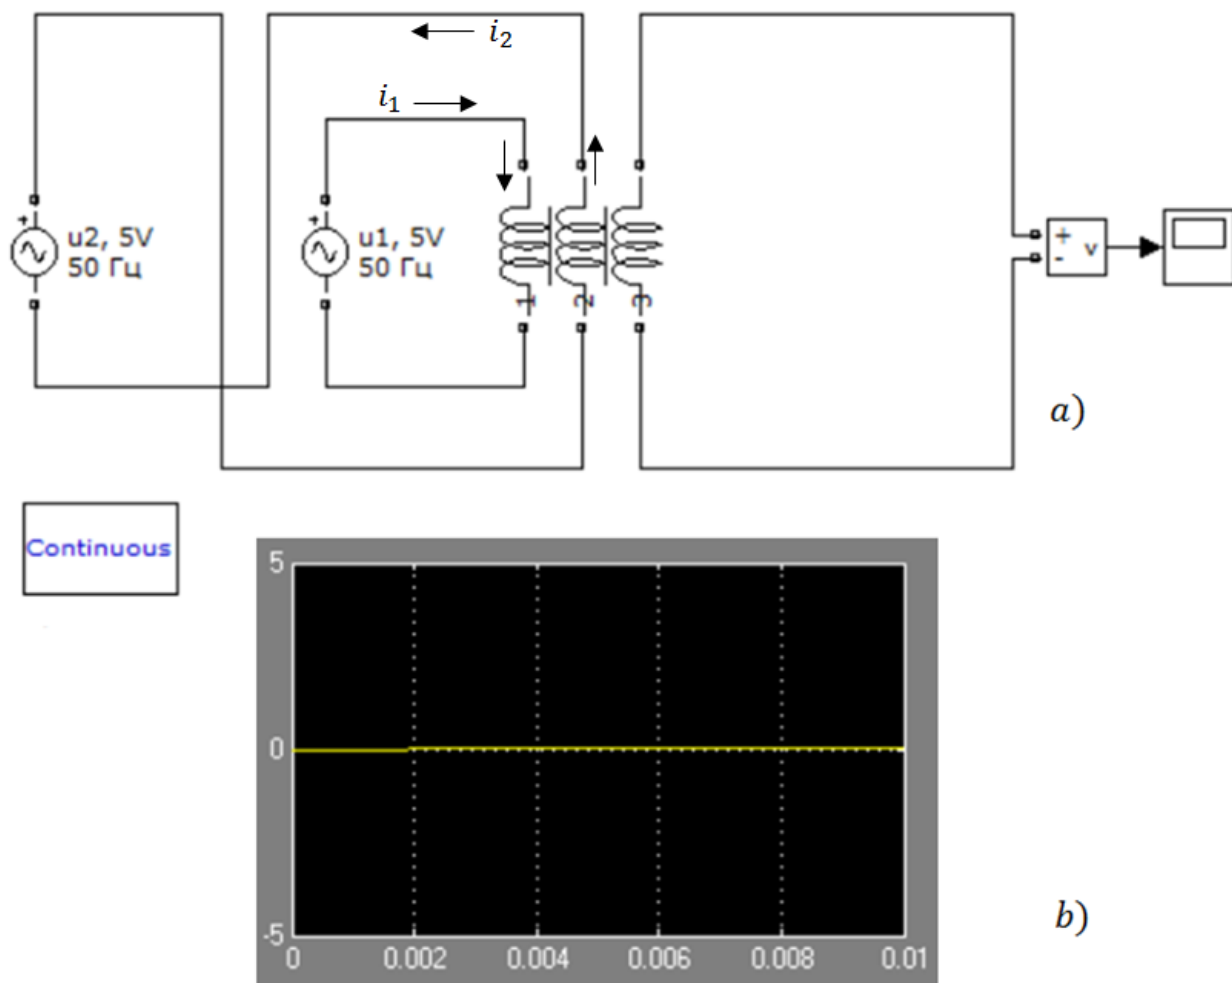 i₂
i₁
+
u2, 5V
50 Гц
+
u1, 5V
50 Гц
1
2
3
+
-
v
a)
Continuous
5
0
-5
0
0.002
0.004
0.006
0.008
0.01
b)